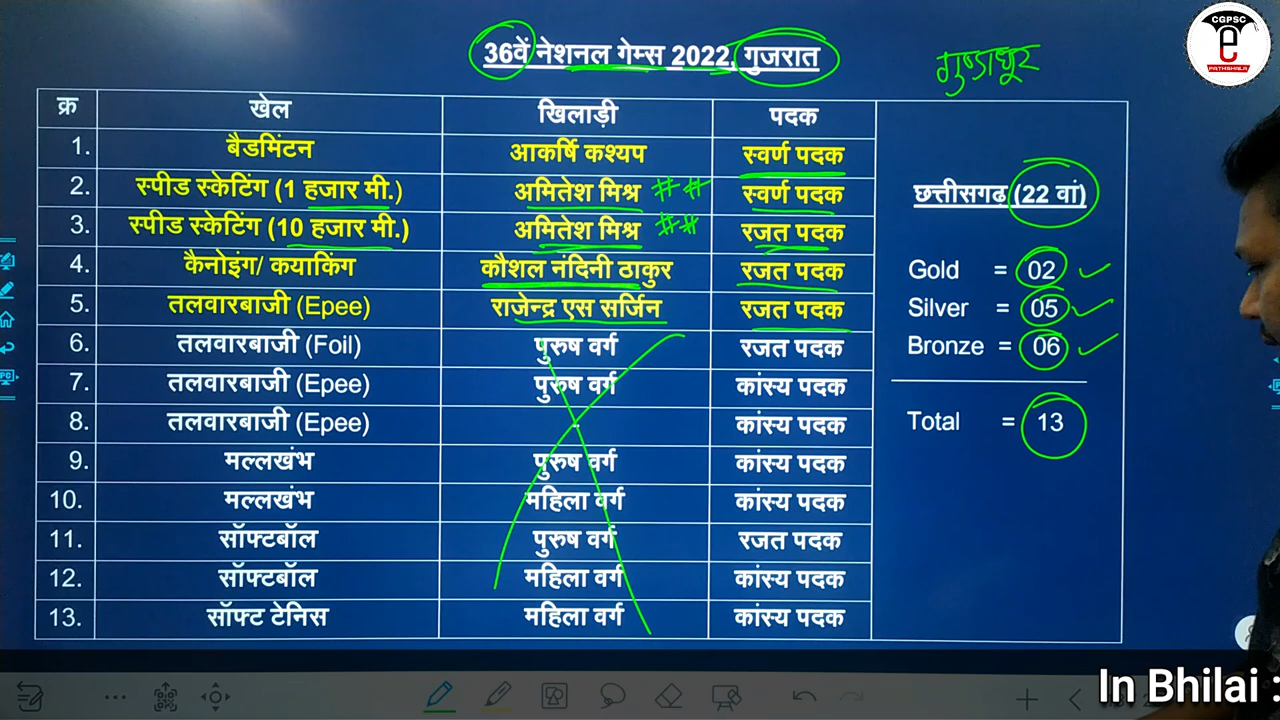 CGPSC
e
PATHSHALA
36वें नेशनल गेम्स 2022, गुजरात
गुण्डाधूर
क्र खेल खिलाड़ी पदक
1. बैडमिंटन आकर्षि कश्यप स्वर्ण पदक
2. स्पीड स्केटिंग (1 हजार मी.) अमितेश मिश्र ## स्वर्ण पदक
3. स्पीड स्केटिंग (10 हजार मी.) अमितेश मिश्र ## रजत पदक
4. कैनोइंग/ कयाकिंग कौशल नंदिनी ठाकुर रजत पदक
5. तलवारबाजी (Epee) राजेन्द्र एस सर्जिन रजत पदक
6. तलवारबाजी (Foil) पुरुष वर्ग रजत पदक
7. तलवारबाजी (Epee) पुरुष वर्ग कांस्य पदक
8. तलवारबाजी (Epee) - कांस्य पदक
9. मल्लखंभ पुरुष वर्ग कांस्य पदक
10. मल्लखंभ महिला वर्ग कांस्य पदक
11. सॉफ्टबॉल पुरुष वर्ग रजत पदक
12. सॉफ्टबॉल महिला वर्ग कांस्य पदक
13. सॉफ्ट टेनिस महिला वर्ग कांस्य पदक
छत्तीसगढ (22 वां)
Gold = 02
Silver = 05
Bronze = 06
Total = 13
In Bhilai :